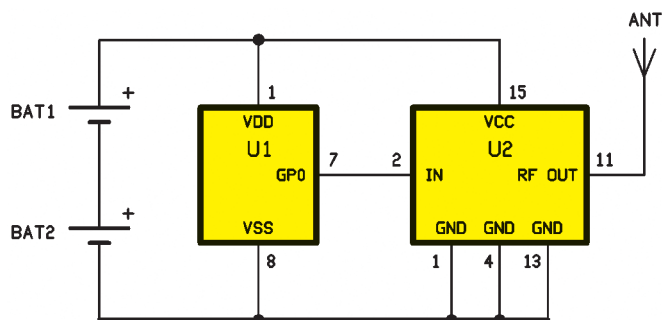 ANT
+
1
15
BAT1
VDD
VCC
U1
U2
7
2
11
GP0
IN
RF OUT
+
BAT2
VSS
GND GND GND
8
1
4
13